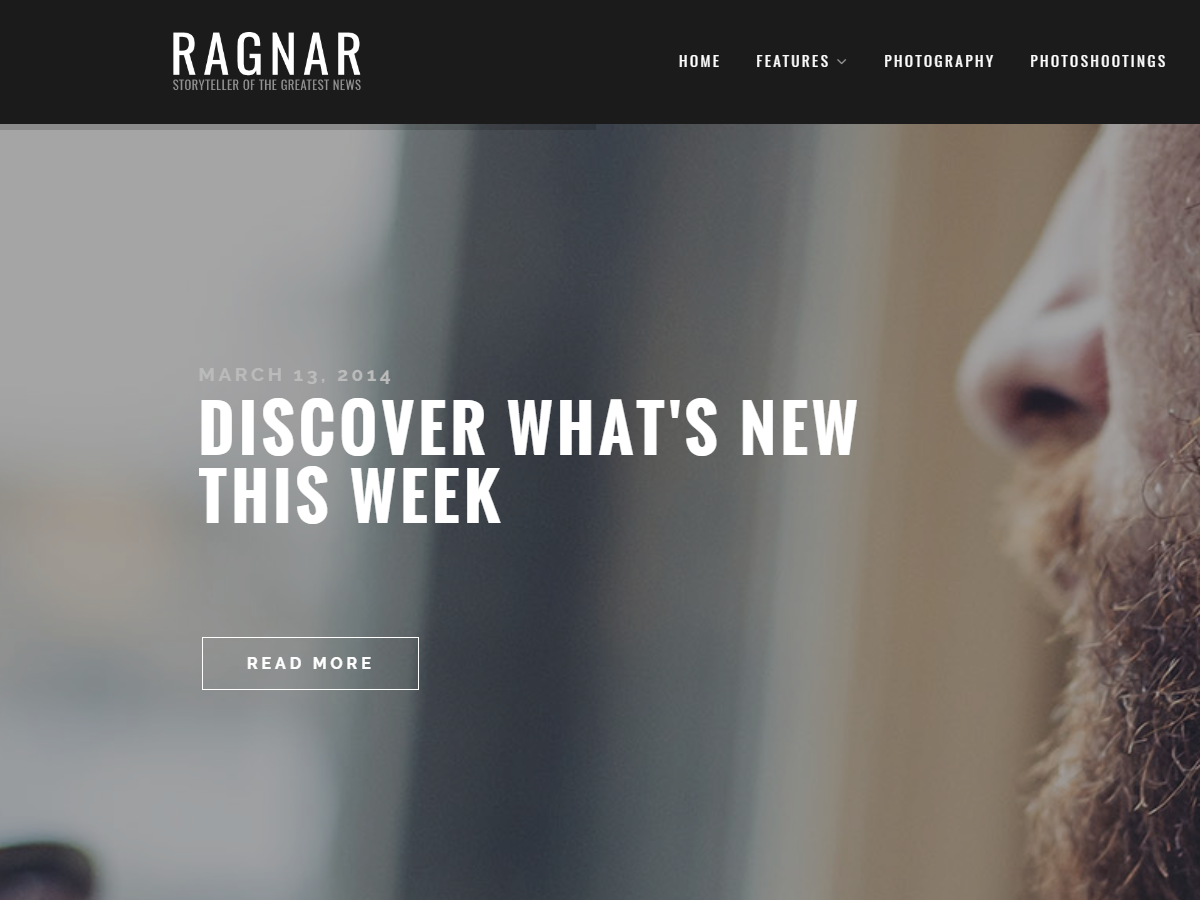 RAGNAR
STORYTELLER OF THE GREATEST NEWS
HOME FEATURES PHOTOGRAPHY PHOTOSHOOTINGS
MARCH 13, 2014
DISCOVER WHAT'S NEW
THIS WEEK
READ MORE